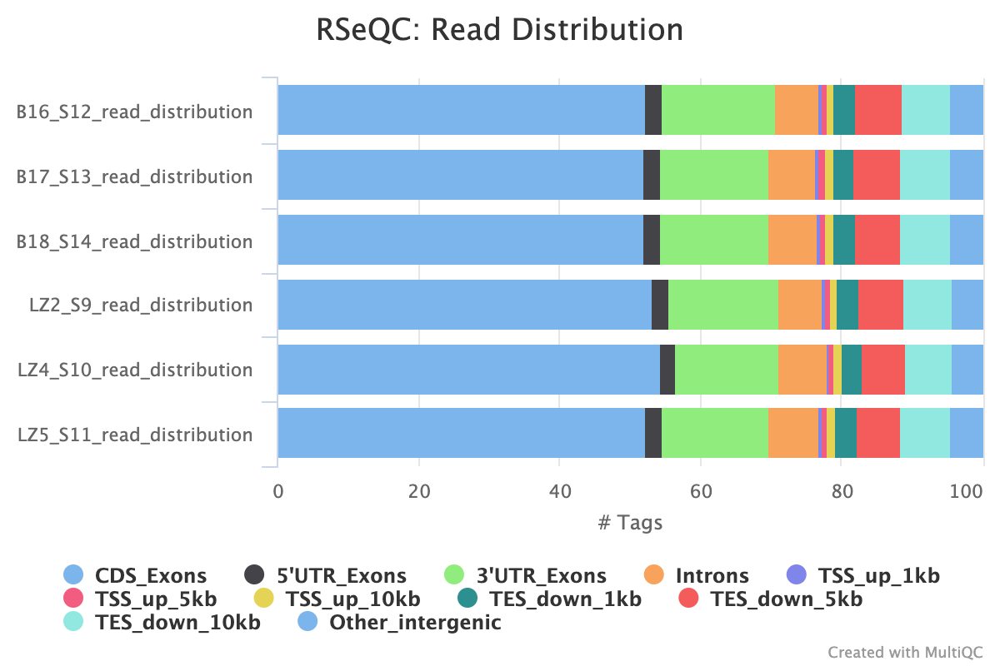 RSeQC: Read Distribution
B16_S12_read_distribution
B17_S13_read_distribution
B18_S14_read_distribution
LZ2_S9_read_distribution
LZ4_S10_read_distribution
LZ5_S11_read_distribution
0 20 40 60 80 100
# Tags
CDS_Exons 5'UTR_Exons 3'UTR_Exons Introns TSS_up_1kb
TSS_up_5kb TSS_up_10kb TES_down_1kb TES_down_5kb
TES_down_10kb Other_intergenic
Created with MultiQC